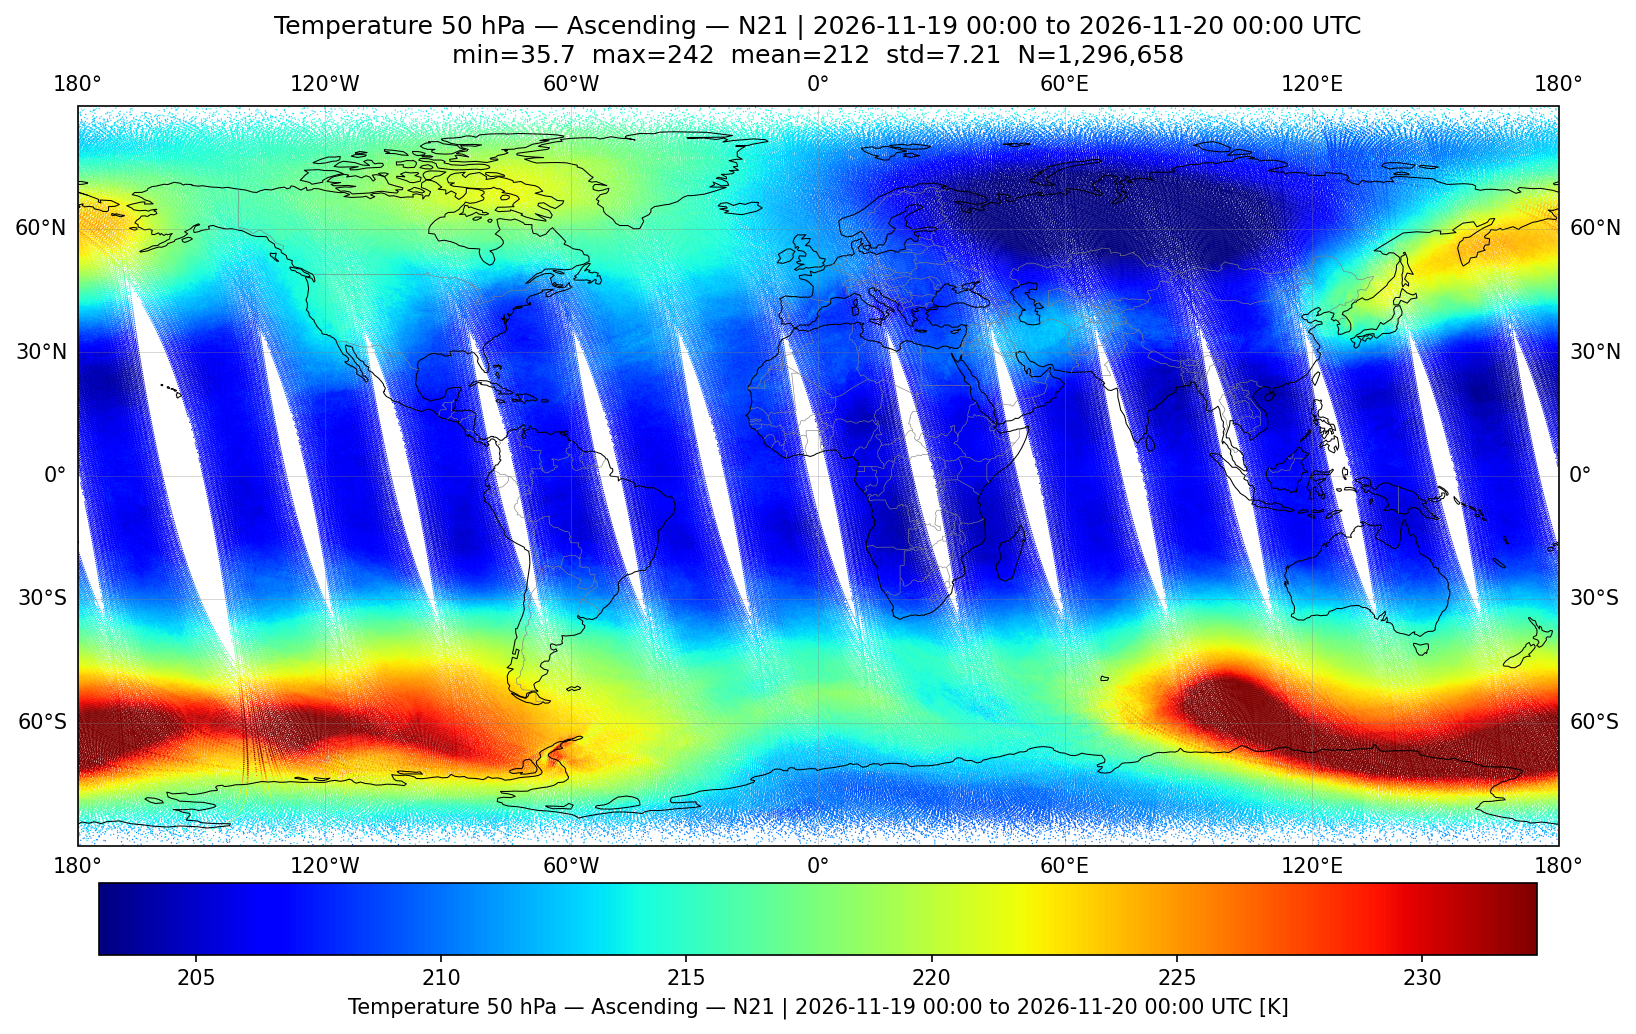 Temperature 50 hPa — Ascending — N21 | 2026-11-19 00:00 to 2026-11-20 00:00 UTC
min=35.7 max=242 mean=212 std=7.21 N=1,296,658
180° 120°W 60°W 0° 60°E 120°E 180°
60°N 60°N
30°N 30°N
0° 0°
30°S 30°S
60°S 60°S
180° 120°W 60°W 0° 60°E 120°E 180°
205 210 215 220 225 230
Temperature 50 hPa — Ascending — N21 | 2026-11-19 00:00 to 2026-11-20 00:00 UTC [K]